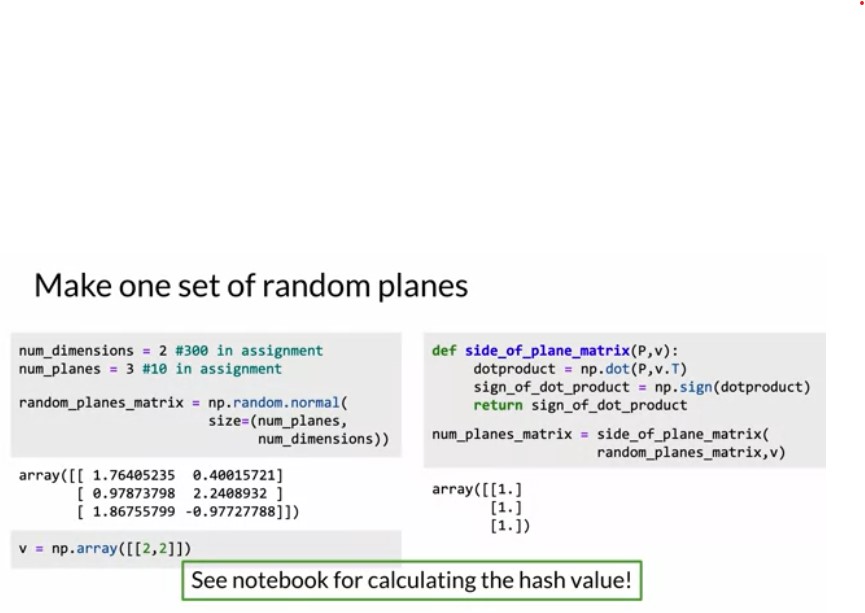 Make one set of random planes
num_dimensions = 2 #300 in assignment
num_planes = 3 #10 in assignment
random_planes_matrix = np.random.normal(
size=(num_planes,
num_dimensions))
array([[ 1.76405235 0.40015721]
[ 0.97873798 2.2408932 ]
[ 1.86755799 -0.97727788]])
v = np.array([[2,2]])
def side_of_plane_matrix(P,v):
dotproduct = np.dot(P,v.T)
sign_of_dot_product = np.sign(dotproduct)
return sign_of_dot_product
num_planes_matrix = side_of_plane_matrix(
random_planes_matrix,v)
array([[1.]
[1.]
[1.])
See notebook for calculating the hash value!